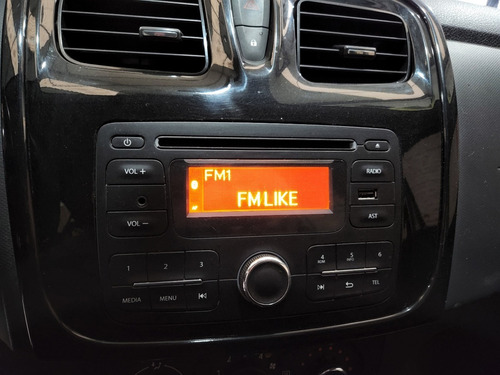 VOL +
FM1
FM LIKE
RADIO
VOL −
AST
1 2 3
4 5 6
MEDIA MENU
TEL